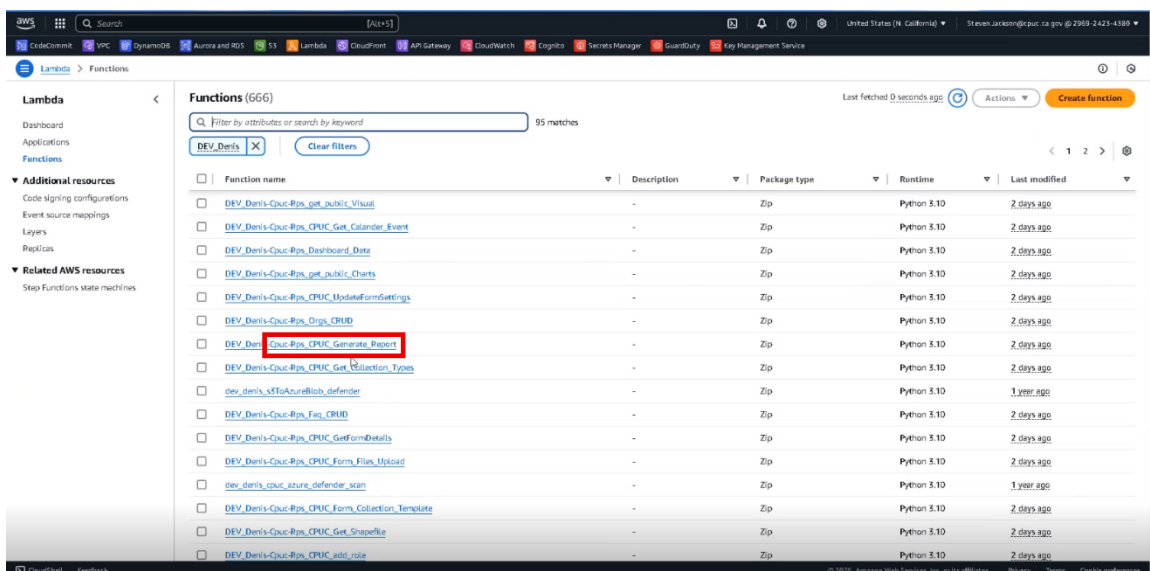 aws
Search
[Alt+S]
United States (N. California) ▼
Steven.Jackson@cpuc.ca.gov @ 2969-2423-4380 ▼
CodeCommit VPC DynamoDB Aurora and RDS S3 Lambda CloudFront API Gateway CloudWatch Cognito Secrets Manager GuardDuty Key Management Service
Lambda > Functions
Lambda
Dashboard
Applications
Functions
Additional resources
Code signing configurations
Event source mappings
Layers
Replicas
Related AWS resources
Step Functions state machines
Functions (666)
Last fetched 0 seconds ago
Actions
Create function
Filter by attributes or search by keyword
95 matches
DEV_Denis
Clear filters
1 2
Function name Description Package type Runtime Last modified
DEV_Denis-Cpuc-Rps_get_public_Visual - Zip Python 3.10 2 days ago
DEV_Denis-Cpuc-Rps_CPUC_Get_Calander_Event - Zip Python 3.10 2 days ago
DEV_Denis-Cpuc-Rps_Dashboard_Data - Zip Python 3.10 2 days ago
DEV_Denis-Cpuc-Rps_get_public_Charts - Zip Python 3.10 2 days ago
DEV_Denis-Cpuc-Rps_CPUC_UpdateFormSettings - Zip Python 3.10 2 days ago
DEV_Denis-Cpuc-Rps_Orgs_CRUD - Zip Python 3.10 2 days ago
DEV_Denis-Cpuc-Rps_CPUC_Generate_Report - Zip Python 3.10 2 days ago
DEV_Denis-Cpuc-Rps_CPUC_Get_Collection_Types - Zip Python 3.10 2 days ago
dev_denis_s3ToAzureBlob_defender - Zip Python 3.10 1 year ago
DEV_Denis-Cpuc-Rps_Faq_CRUD - Zip Python 3.10 2 days ago
DEV_Denis-Cpuc-Rps_CPUC_GetFormDetails - Zip Python 3.10 2 days ago
DEV_Denis-Cpuc-Rps_CPUC_Form_Files_Upload - Zip Python 3.10 2 days ago
dev_denis_cpuc_azure_defender_scan - Zip Python 3.10 1 year ago
DEV_Denis-Cpuc-Rps_CPUC_Form_Collection_Template - Zip Python 3.10 2 days ago
DEV_Denis-Cpuc-Rps_CPUC_Get_Shapefile - Zip Python 3.10 2 days ago
DEV_Denis-Cpuc-Rps_CPUC_add_role - Zip Python 3.10 2 days ago
CloudShell Feedback
© 2025, Amazon Web Services, Inc. or its affiliates. Privacy Terms Cookie preferences